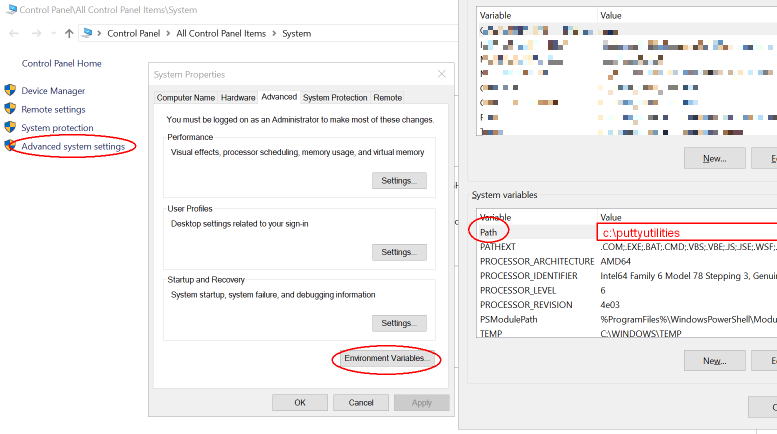 Control Panel\All Control Panel Items\System
Control Panel > All Control Panel Items > System
Control Panel Home
Device Manager
Remote settings
System protection
Advanced system settings
System Properties
Computer Name
Hardware
Advanced
System Protection
Remote
You must be logged on as an Administrator to make most of these changes.
Performance
Visual effects, processor scheduling, memory usage, and virtual memory
Settings...
User Profiles
Desktop settings related to your sign-in
Settings...
Startup and Recovery
System startup, system failure, and debugging information
Settings...
Environment Variables...
OK
Cancel
Apply
Variable Value
New...
System variables
Variable Value
Path c:\puttyutilities
PATHEXT .COM;.EXE;.BAT;.CMD;.VBS;.VBE;.JS;.JSE;.WSF;.
PROCESSOR_ARCHITECTURE AMD64
PROCESSOR_IDENTIFIER Intel64 Family 6 Model 78 Stepping 3, Genuin
PROCESSOR_LEVEL 6
PROCESSOR_REVISION 4e03
PSModulePath %ProgramFiles%\WindowsPowerShell\Modu
TEMP C:\WINDOWS\TEMP
New...